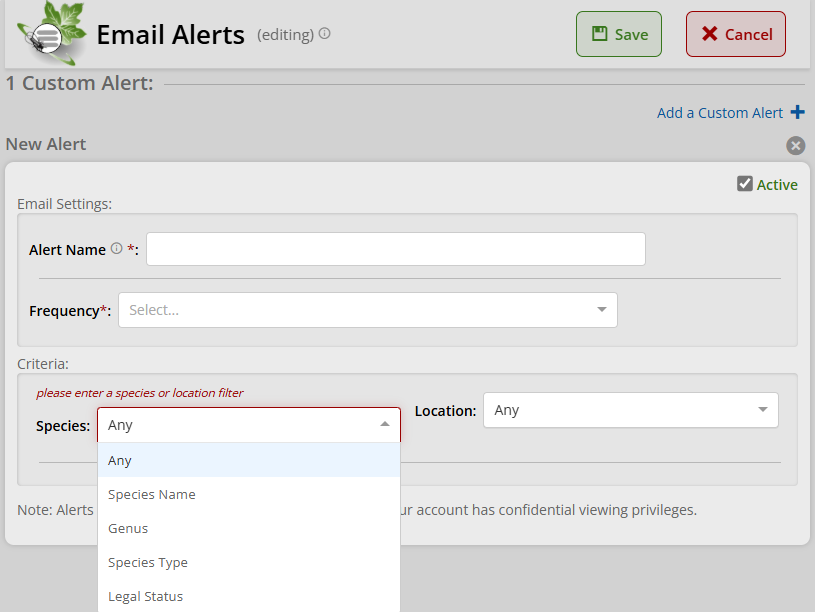 Email Alerts (editing)
Save
Cancel
1 Custom Alert:
Add a Custom Alert
New Alert
Active
Email Settings:
Alert Name *:
Frequency*: Select...
Criteria:
please enter a species or location filter
Species: Any
Location: Any
Any
Species Name
Genus
Species Type
Legal Status
Note: Alerts
ur account has confidential viewing privileges.